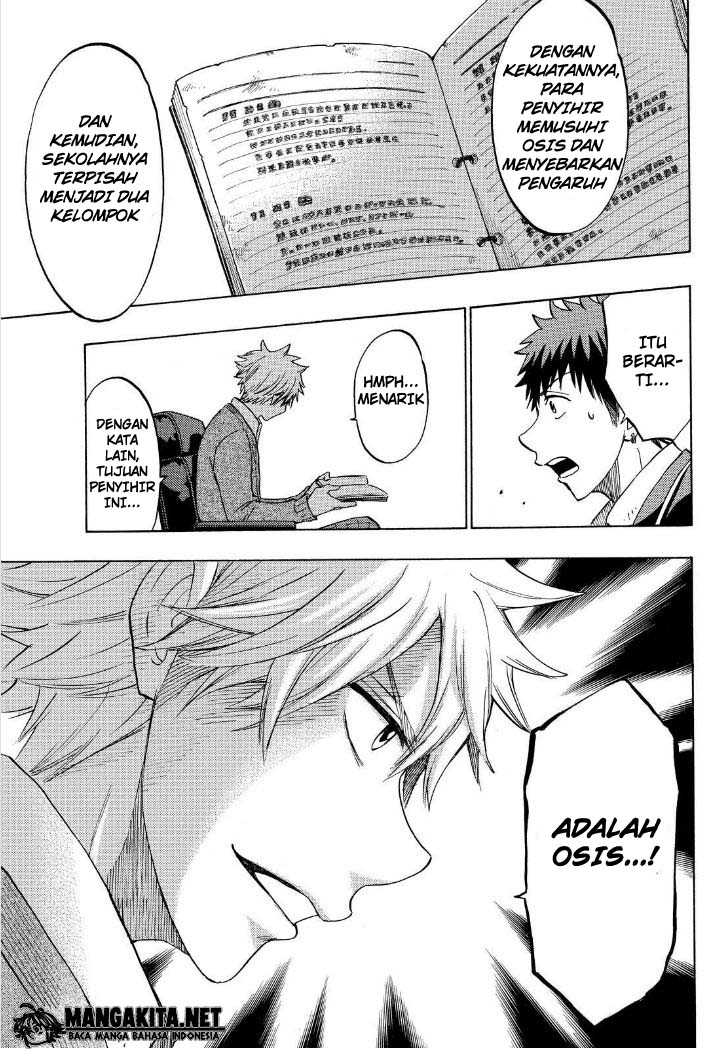 DENGAN
KEKUATANNYA,
PARA
PENYIHIR
MEMUSUHI
OSIS DAN
MENYEBARKAN
PENGARUH
DAN
KEMUDIAN,
SEKOLAHNYA
TERPISAH
MENJADI DUA
KELOMPOK
ITU
BERAR-
TI...
HMPH...
MENARIK
DENGAN
KATA
LAIN,
TUJUAN
PENYIHIR
INI...
ADALAH
OSIS...!
MANGAKITA.NET
BACA MANGA BAHASA INDONESIA